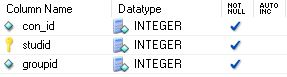 Column Name Datatype NOT NULL AUTO INC
con_id INTEGER
studid INTEGER
groupid INTEGER